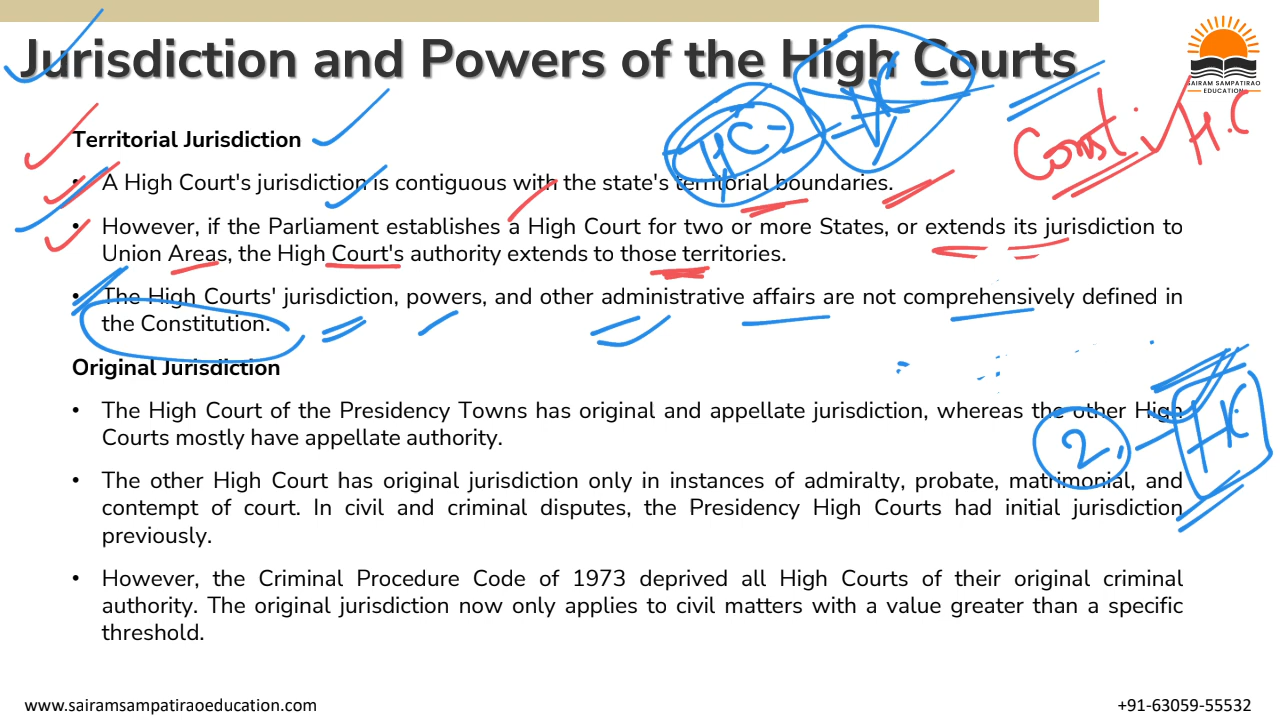 Jurisdiction and Powers of the High Courts
SAIRAM SAMPATIRAO
EDUCATION
Const. H.C
HC
Territorial Jurisdiction
• A High Court's jurisdiction is contiguous with the state's territorial boundaries.
• However, if the Parliament establishes a High Court for two or more States, or extends its jurisdiction to
Union Areas, the High Court's authority extends to those territories.
• The High Courts' jurisdiction, powers, and other administrative affairs are not comprehensively defined in
the Constitution.
Original Jurisdiction
• The High Court of the Presidency Towns has original and appellate jurisdiction, whereas the other High
Courts mostly have appellate authority.
2.
• The other High Court has original jurisdiction only in instances of admiralty, probate, matrimonial, and
contempt of court. In civil and criminal disputes, the Presidency High Courts had initial jurisdiction
previously.
• However, the Criminal Procedure Code of 1973 deprived all High Courts of their original criminal
authority. The original jurisdiction now only applies to civil matters with a value greater than a specific
threshold.
www.sairamsampatiraoeducation.com
+91-63059-55532